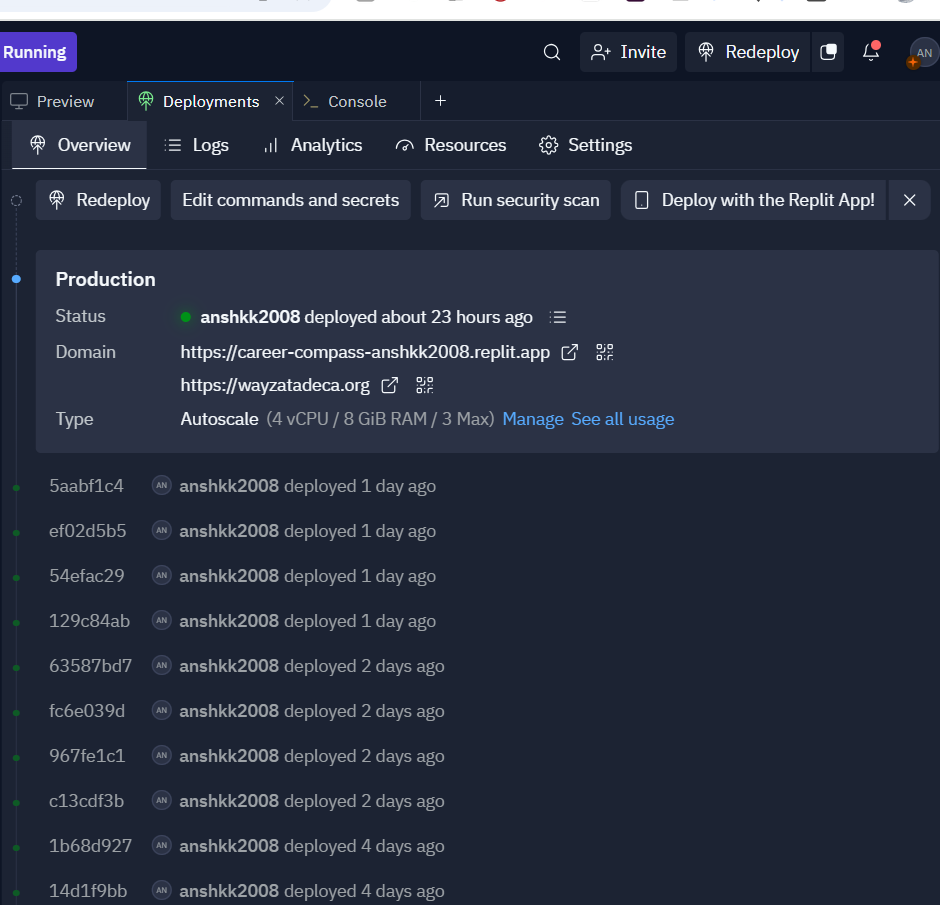 Running
Invite
Redeploy
AN
Preview
Deployments
Console
Overview
Logs
Analytics
Resources
Settings
Redeploy
Edit commands and secrets
Run security scan
Deploy with the Replit App!
Production
Status anshkk2008 deployed about 23 hours ago
Domain https://career-compass-anshkk2008.replit.app
https://wayzatadeca.org
Type Autoscale (4 vCPU / 8 GiB RAM / 3 Max) Manage See all usage
5aabf1c4 AN anshkk2008 deployed 1 day ago
ef02d5b5 AN anshkk2008 deployed 1 day ago
54efac29 AN anshkk2008 deployed 1 day ago
129c84ab AN anshkk2008 deployed 1 day ago
63587bd7 AN anshkk2008 deployed 2 days ago
fc6e039d AN anshkk2008 deployed 2 days ago
967fe1c1 AN anshkk2008 deployed 2 days ago
c13cdf3b AN anshkk2008 deployed 2 days ago
1b68d927 AN anshkk2008 deployed 4 days ago
14d1f9bb AN anshkk2008 deployed 4 days ago